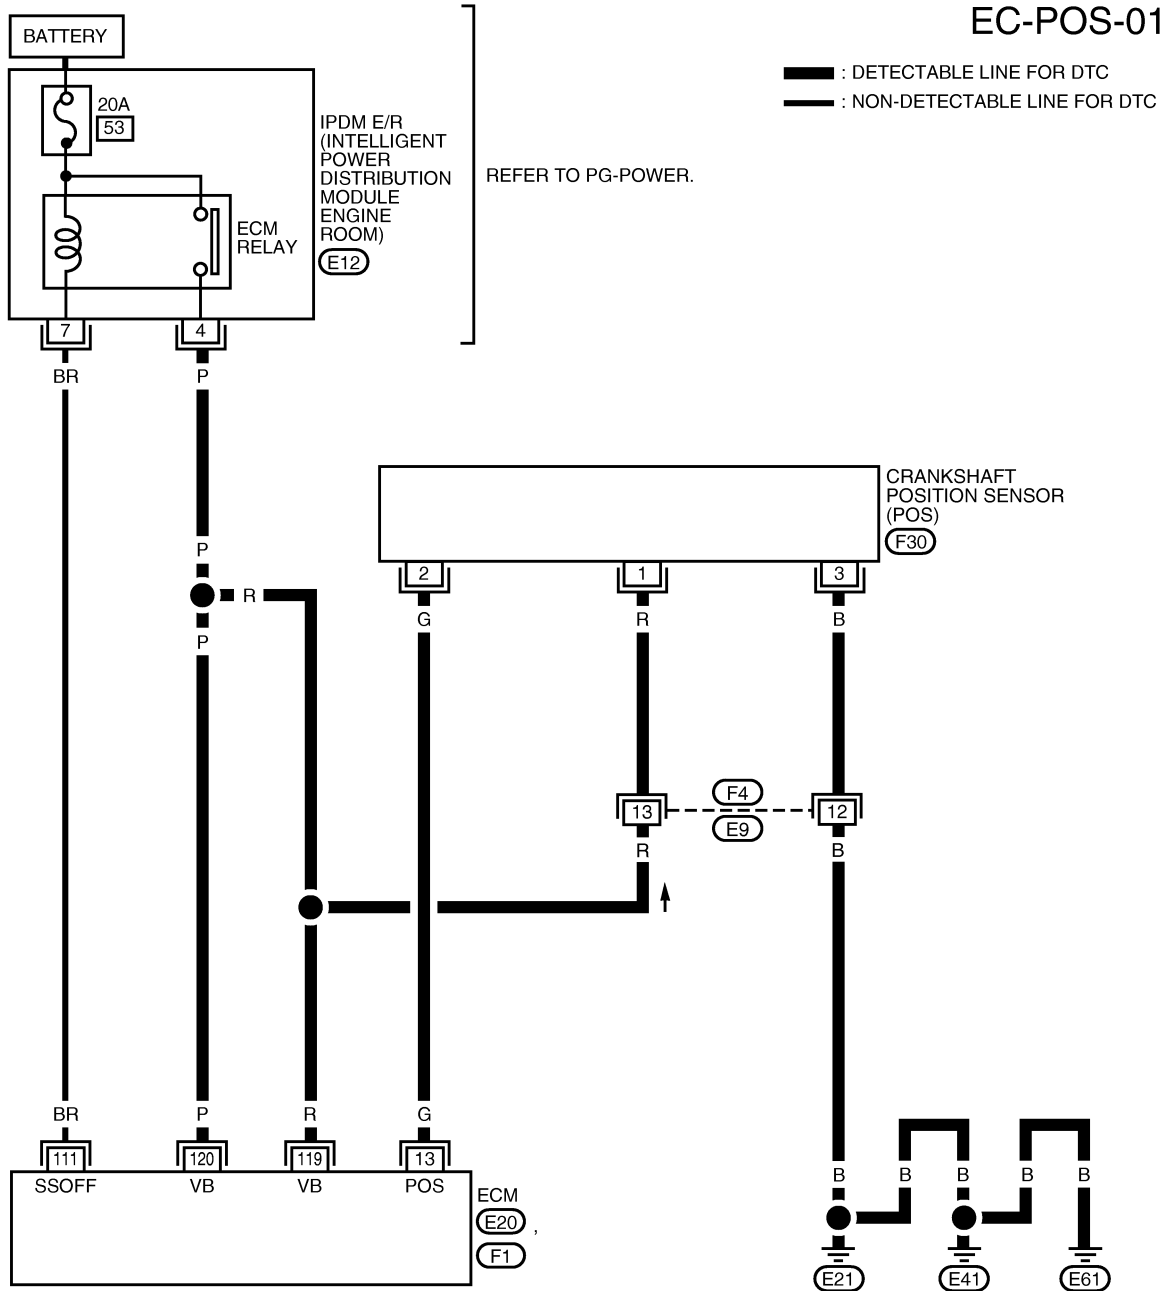 EC-POS-01
BATTERY
: DETECTABLE LINE FOR DTC
: NON-DETECTABLE LINE FOR DTC
20A
53
IPDM E/R
(INTELLIGENT
POWER
DISTRIBUTION
MODULE
ENGINE
ROOM)
E12
REFER TO PG-POWER.
ECM
RELAY
7
4
BR
P
CRANKSHAFT
POSITION SENSOR
(POS)
F30
P
2
1
3
R
G
R
B
P
F4
13
12
E9
R
B
BR
P
R
G
111
120
119
13
SSOFF
VB
VB
POS
B
B
B
B
B
ECM
E20 ,
F1
E21
E41
E61